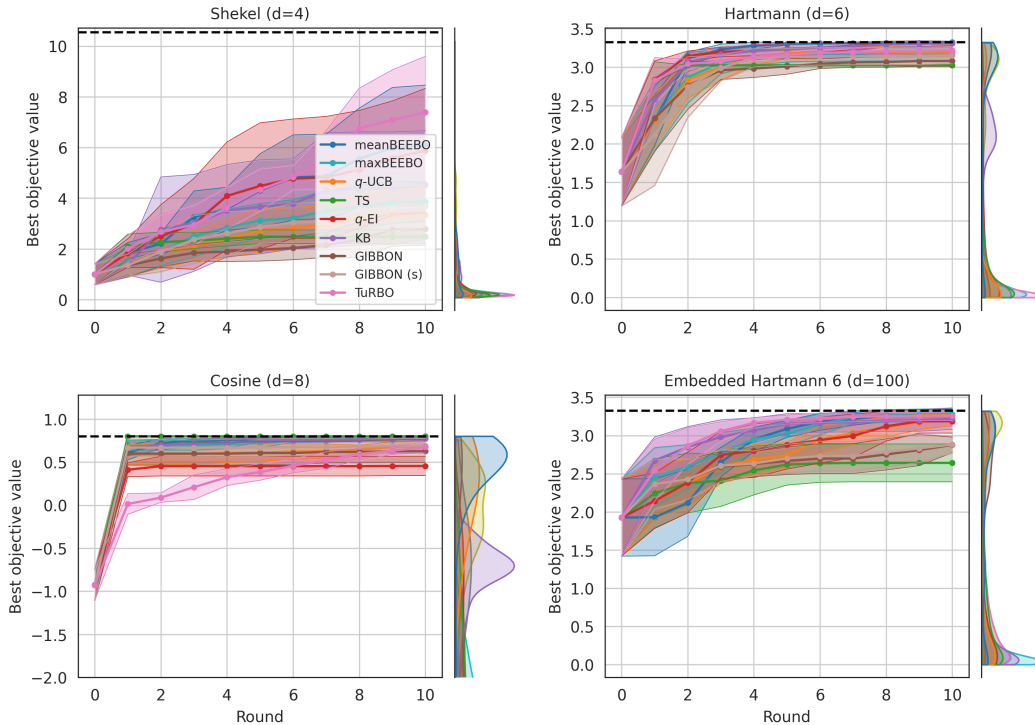 Shekel (d=4)
Best objective value
10
8
6
4
2
0
0 2 4 6 8 10
meanBEEBO
maxBEEBO
q-UCB
TS
q-EI
KB
GIBBON
GIBBON (s)
TuRBO
Hartmann (d=6)
Best objective value
3.5
3.0
2.5
2.0
1.5
1.0
0.5
0.0
0 2 4 6 8 10
Cosine (d=8)
Best objective value
1.0
0.5
0.0
−0.5
−1.0
−1.5
−2.0
0 2 4 6 8 10
Round
Embedded Hartmann 6 (d=100)
Best objective value
3.5
3.0
2.5
2.0
1.5
1.0
0.5
0.0
0 2 4 6 8 10
Round